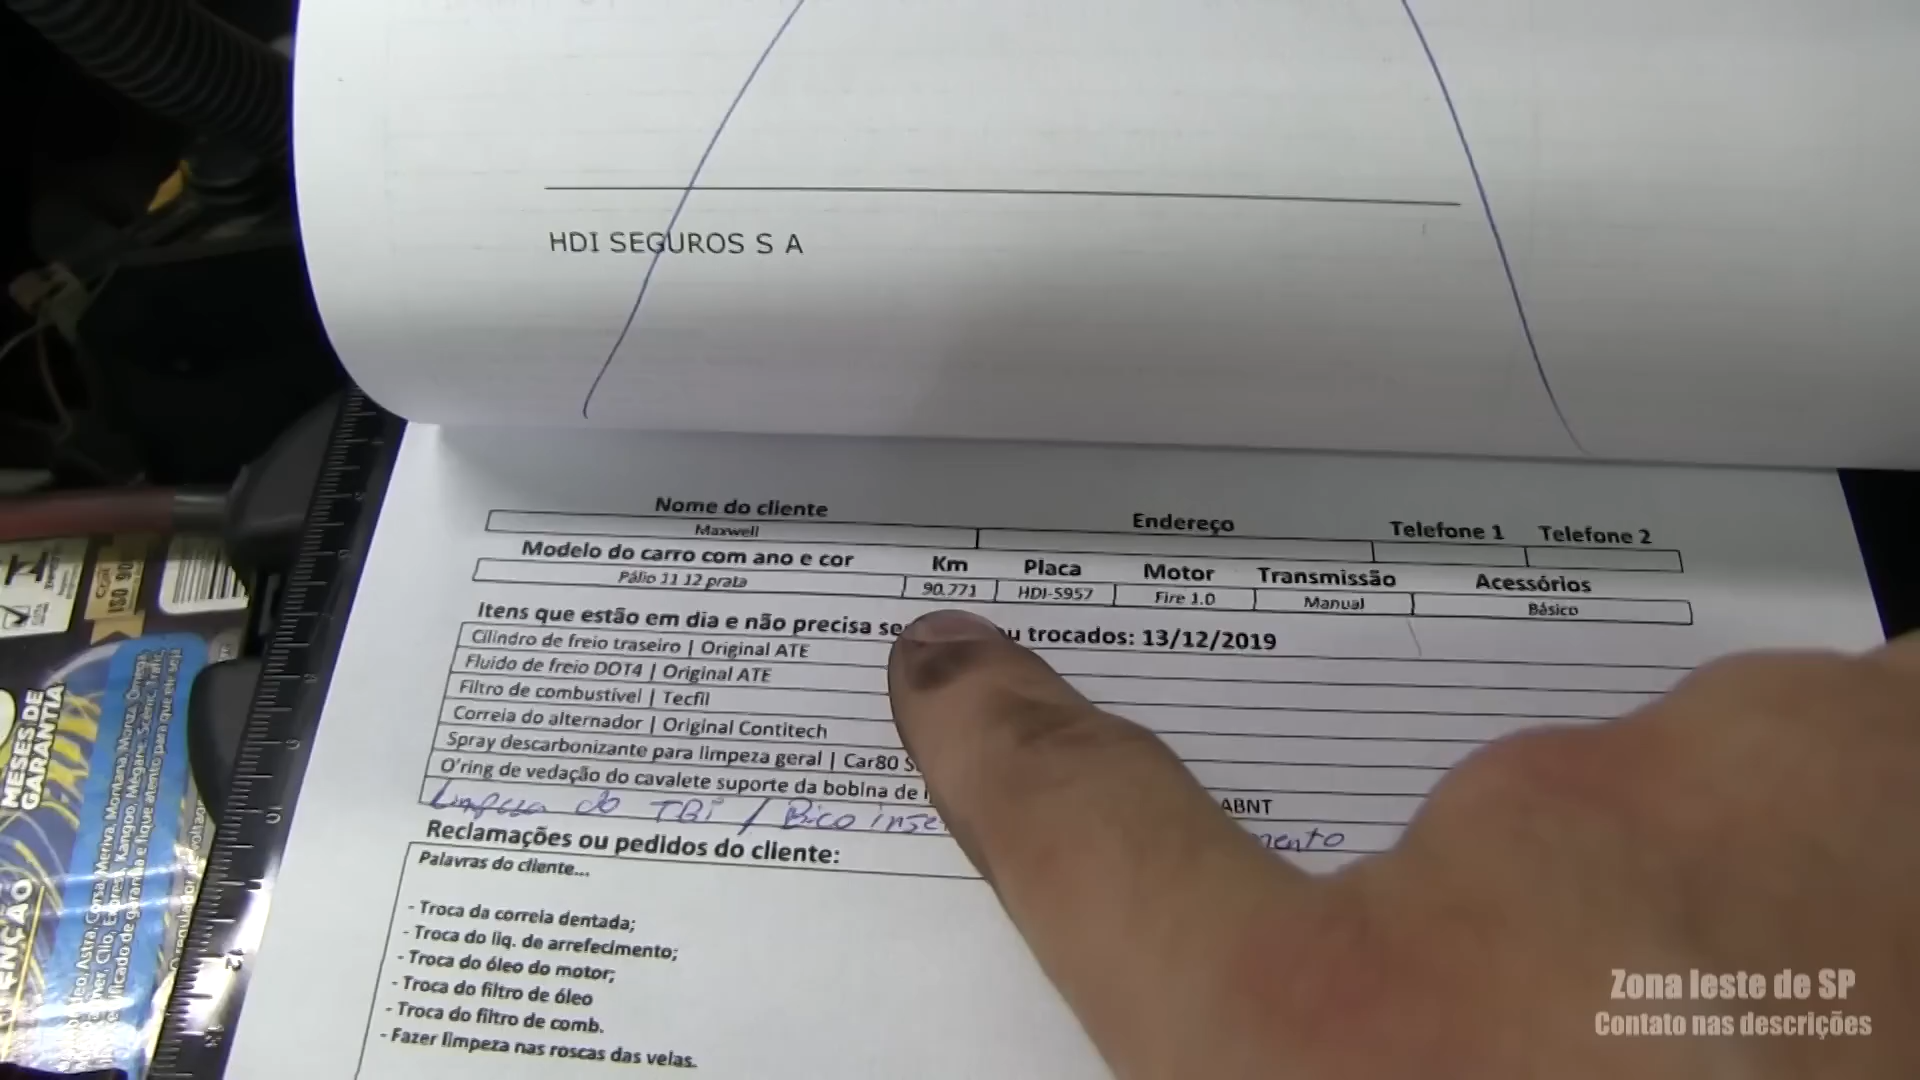 HDI SEGUROS S A
Nome do cliente Endereço Telefone 1 Telefone 2
Maxwell
Modelo do carro com ano e cor Km Placa Motor Transmissão Acessórios
Pálio 11 12 prata 90.771 HDI-5957 Fire 1.0 Manual Básico
Itens que estão em dia e não precisa trocados: 13/12/2019
Cilindro de freio traseiro | Original ATE
Fluido de freio DOT4 | Original ATE
Filtro de combustível | Tecfil
Correia do alternador | Original Contitech
Spray descarbonizante para limpeza geral | Car80
O'ring de vedação do cavalete suporte da bobina de ABNT
Limpeza do TBi / Bico
Reclamações ou pedidos do cliente:
Palavras do cliente...
- Troca da correia dentada;
- Troca do liq. de arrefecimento;
- Troca do óleo do motor;
- Troca do filtro de óleo
- Troca do filtro de comb.
- Fazer limpeza nas roscas das velas.
MESES DE
GARANTIA
ISO
Zona leste de SP
Contato nas descrições